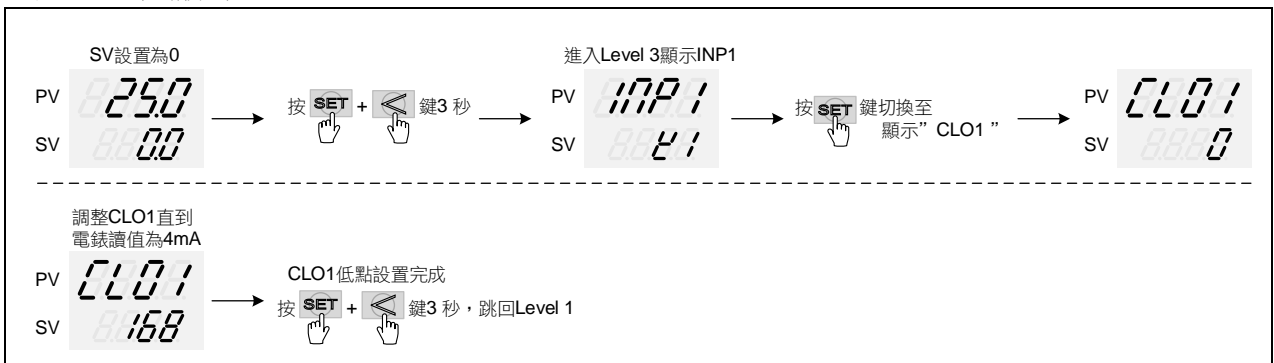 SV設置為0
PV 25.0
SV 0.0
按 SET + < 鍵3 秒
進入Level 3顯示INP1
PV INP1
SV K1
按 SET 鍵切換至
顯示” CLO1 ”
PV CLO1
SV 0
調整CLO1直到
電錶讀值為4mA
PV CLO1
SV 168
CLO1低點設置完成
按 SET + < 鍵3 秒，跳回Level 1